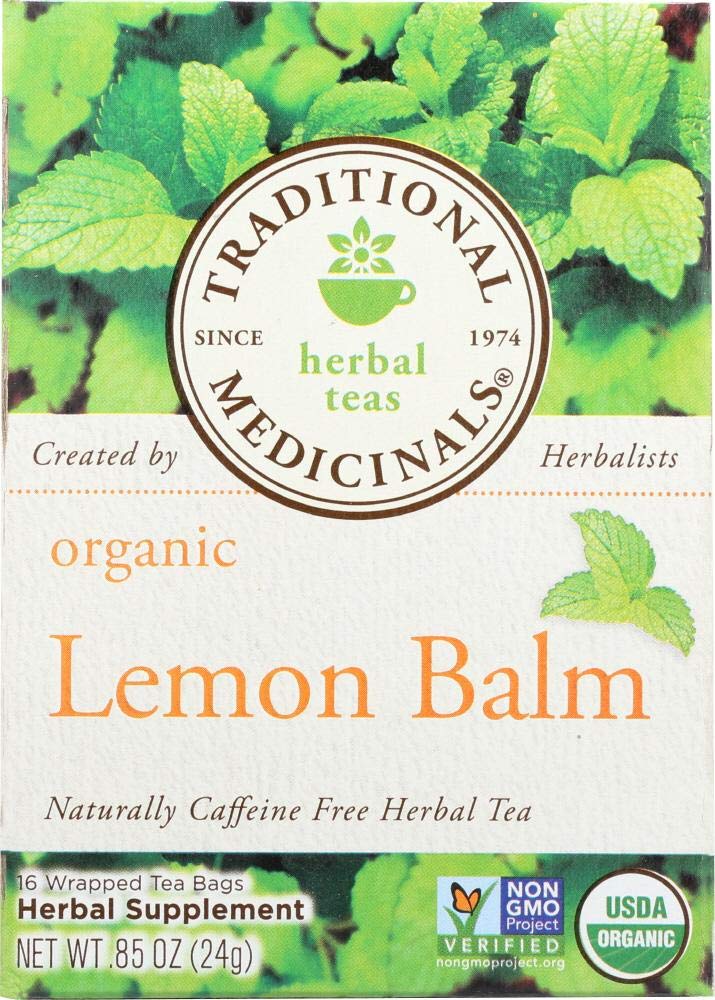 TRADITIONAL
SINCE 1974
herbal
teas
MEDICINALS®
Created by Herbalists
organic
Lemon Balm
Naturally Caffeine Free Herbal Tea
16 Wrapped Tea Bags
Herbal Supplement
NET WT .85 OZ (24g)
NON
GMO
Project
VERIFIED
nongmoproject.org
USDA
ORGANIC